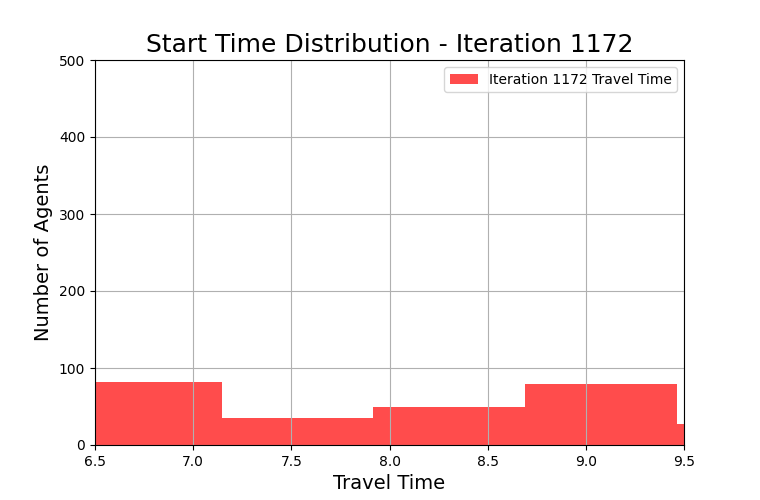 Start Time Distribution - Iteration 1172
Iteration 1172 Travel Time
Number of Agents
500
400
300
200
100
0
6.5 7.0 7.5 8.0 8.5 9.0 9.5
Travel Time